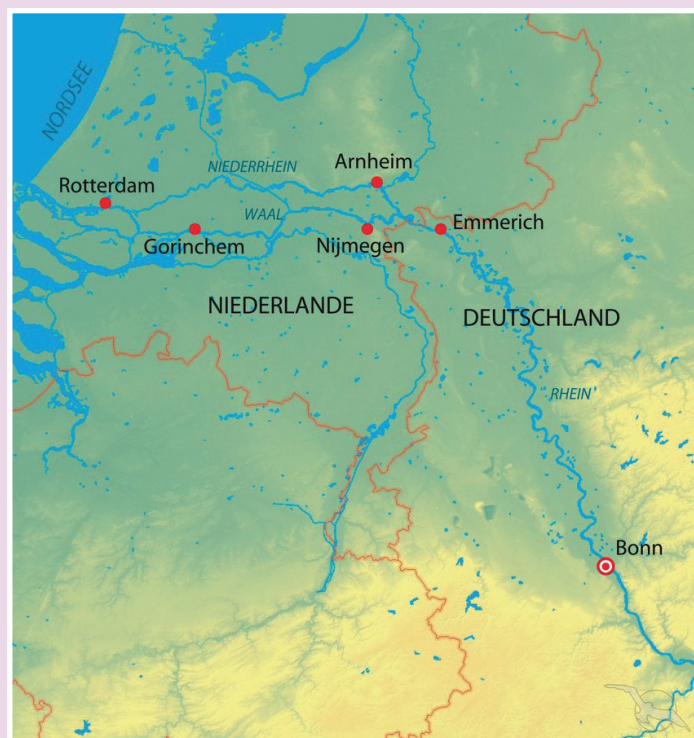 NORDSEE
Arnheim
NIEDERRHEIN
Rotterdam
WAAL
Emmerich
Gorinchem
Nijmegen
NIEDERLANDE
DEUTSCHLAND
RHEIN
Bonn